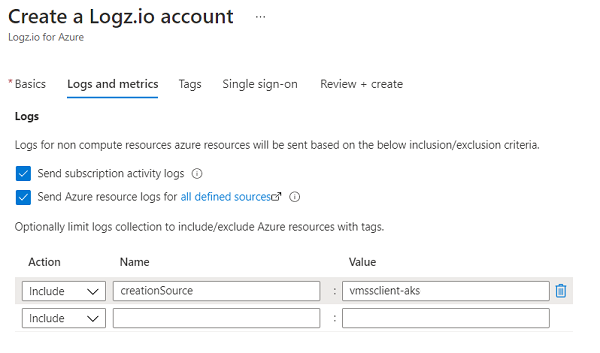 Create a Logz.io account ...
Logz.io for Azure
* Basics Logs and metrics Tags Single sign-on Review + create
Logs
Logs for non compute resources azure resources will be sent based on the below inclusion/exclusion criteria.
Send subscription activity logs
Send Azure resource logs for all defined sources
Optionally limit logs collection to include/exclude Azure resources with tags.
Action Name Value
Include creationSource : vmssclient-aks
Include :